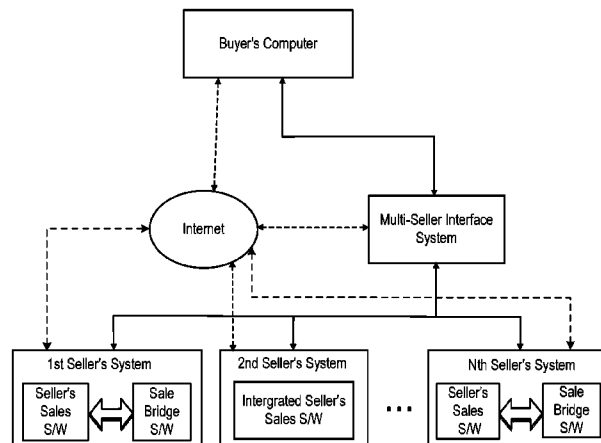 Buyer's Computer
Internet
Multi-Seller Interface
System
1st Seller's System
Seller's
Sales
S/W
Sale
Bridge
S/W
2nd Seller's System
Intergrated Seller's
Sales S/W
...
Nth Seller's System
Seller's
Sales
S/W
Sale
Bridge
S/W